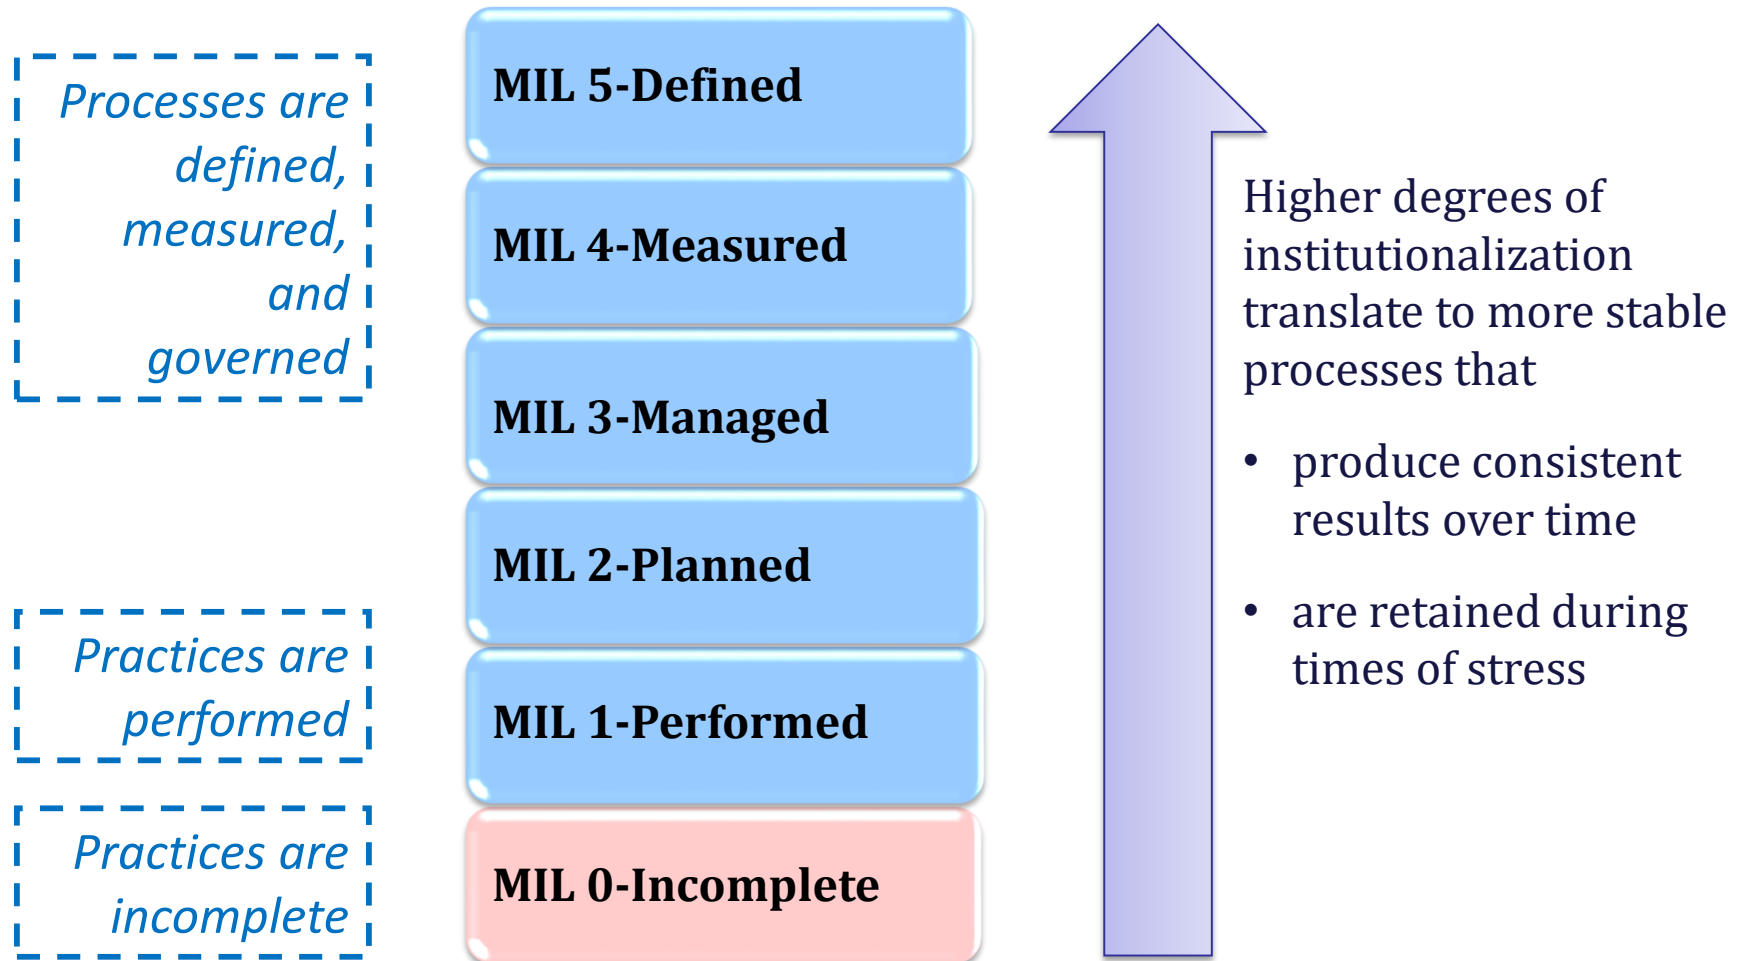 Processes are
defined,
measured,
and
governed
Practices are
performed
Practices are
incomplete
MIL 5-Defined
MIL 4-Measured
MIL 3-Managed
MIL 2-Planned
MIL 1-Performed
MIL 0-Incomplete
Higher degrees of
institutionalization
translate to more stable
processes that
• produce consistent
results over time
• are retained during
times of stress